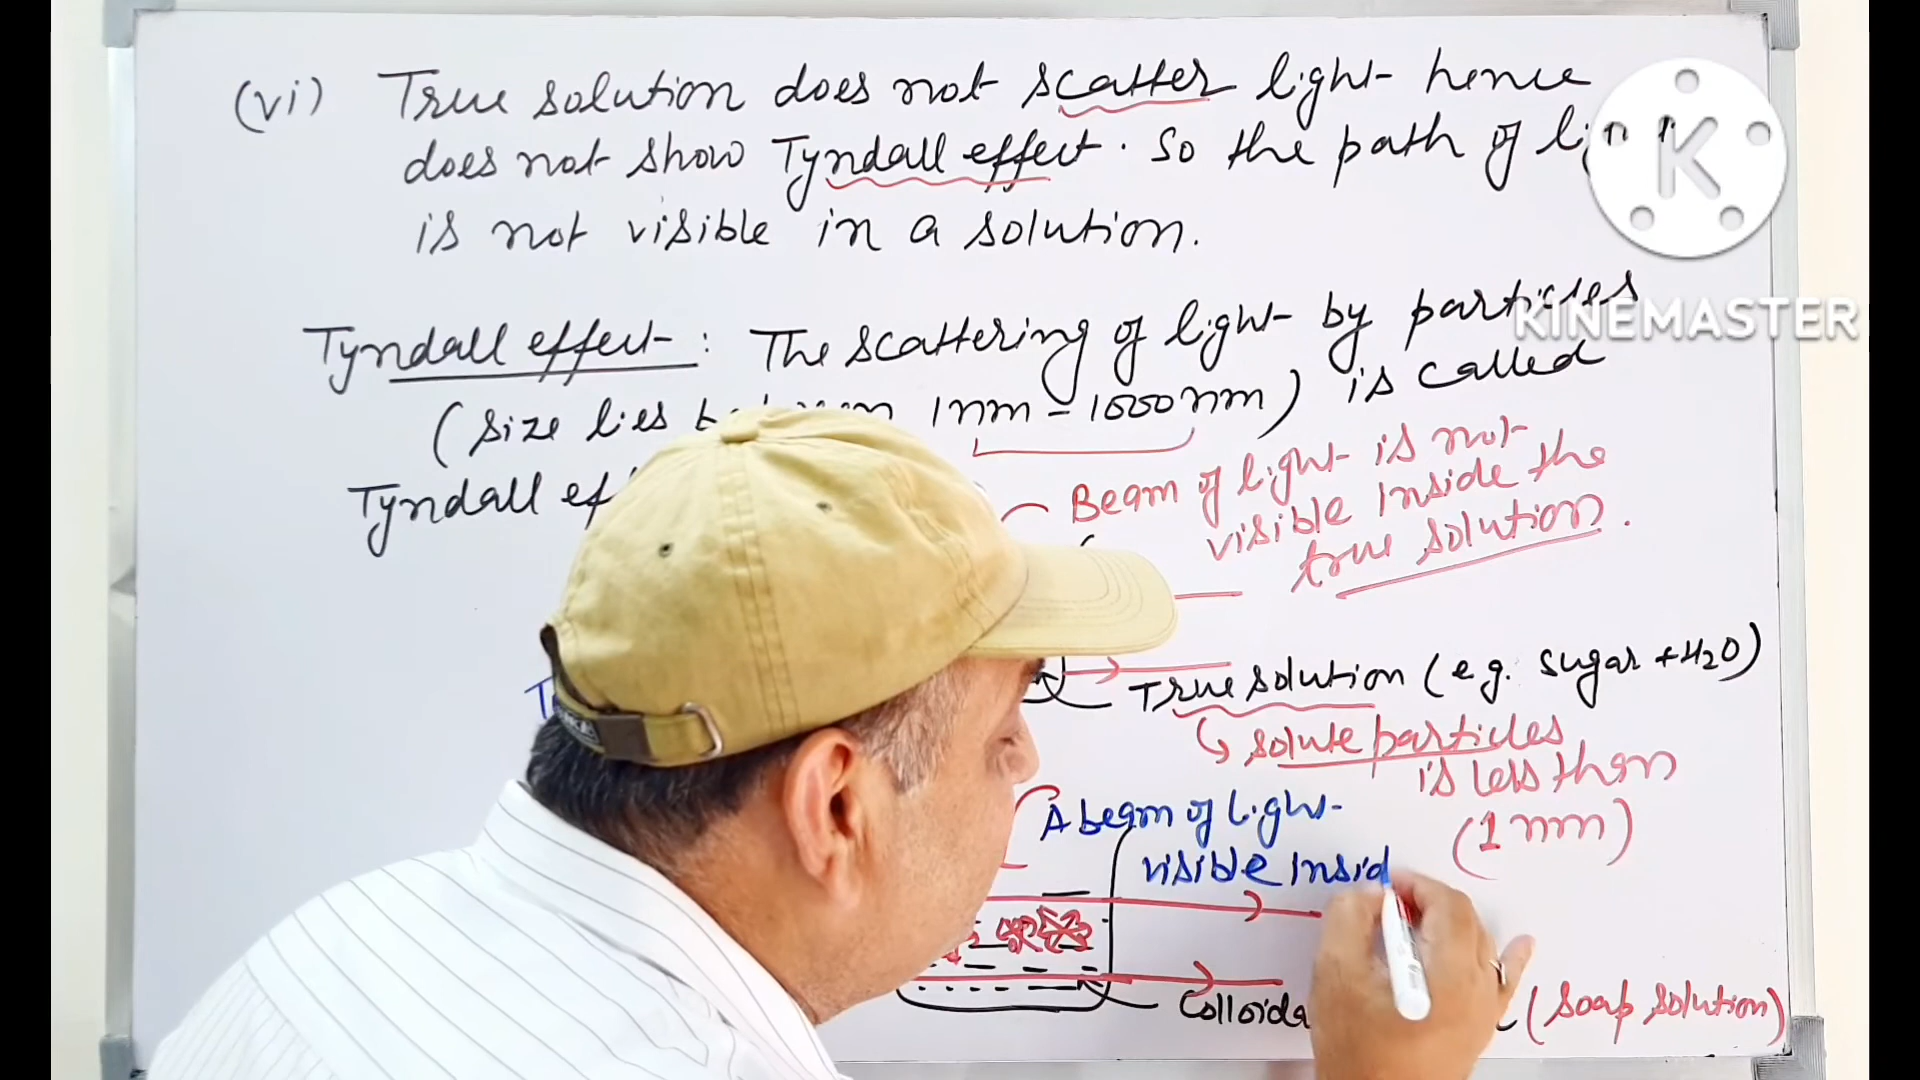 (vi) True solution does not scatter light hence
does not show Tyndall effect. So the path of
is not visible in a solution.
Tyndall effect: The scattering of light by particles
(size lies 1nm - 1000nm) is called
Tyndall
Beam of light is not
visible inside the
true solution.
True solution (e.g. sugar + H2O)
solute particles
is less than
(1 nm)
A beam of light
visible insid
(soap solution)
K
KINEMASTER